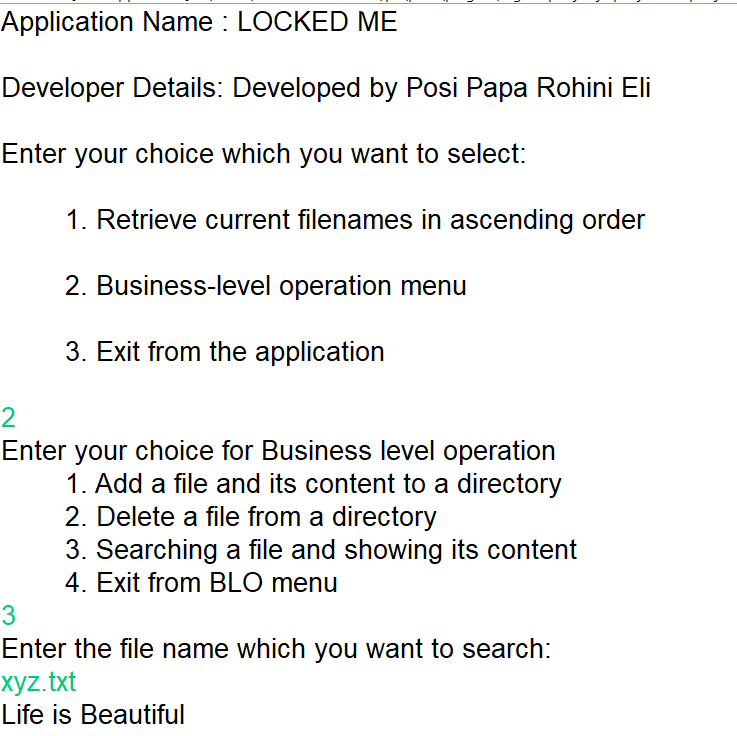 Application Name : LOCKED ME
Developer Details: Developed by Posi Papa Rohini Eli
Enter your choice which you want to select:
1. Retrieve current filenames in ascending order
2. Business-level operation menu
3. Exit from the application
2
Enter your choice for Business level operation
1. Add a file and its content to a directory
2. Delete a file from a directory
3. Searching a file and showing its content
4. Exit from BLO menu
3
Enter the file name which you want to search:
xyz.txt
Life is Beautiful